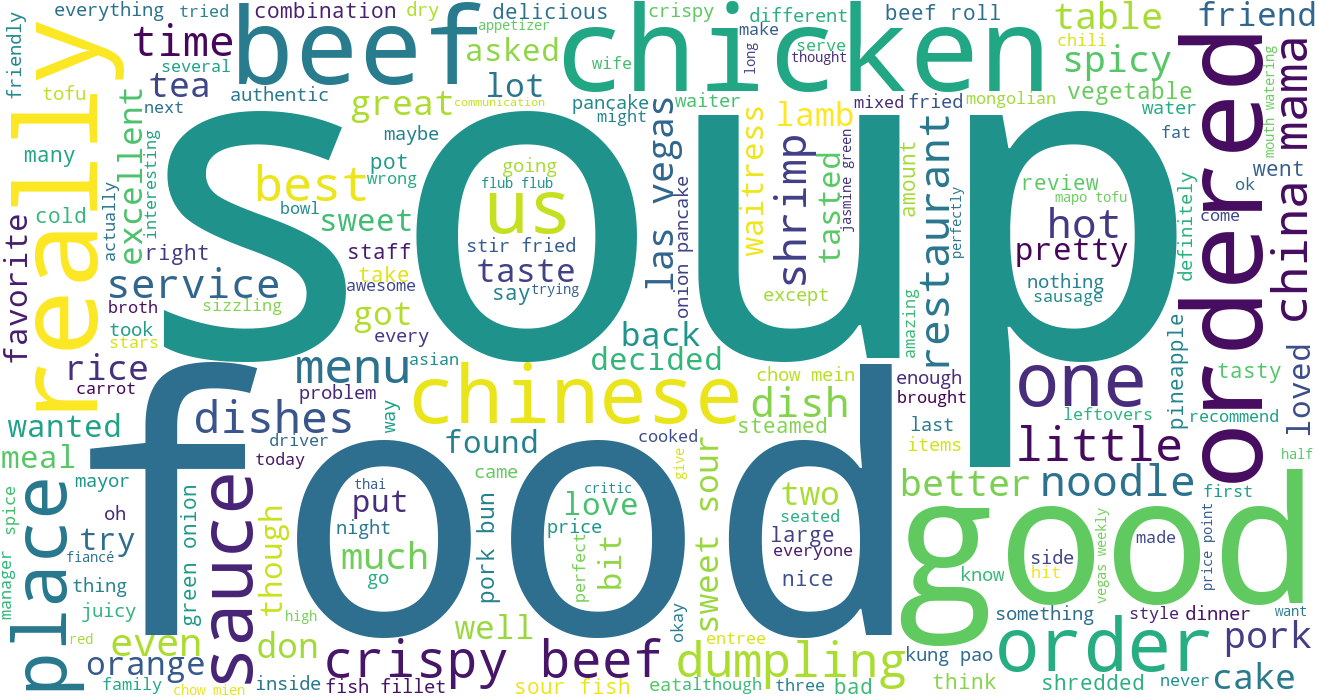 friendly
everything
tried
combination
dry
delicious
crispy
different
beef roll
table
friend
time
beef
appetizer
chicken
make
chili
several
asked
wife
long
serve
thought
spicy
tofu
really
tea
lot
ordered
china mama
mouth watering
next
authentic
great
communication
pancake
waiter
mixed
fried
mongolian
vegetable
water
might
lamb
fat
many
excellent
maybe
soup
las vegas
waitress
shrimp
tasted
jasmine green
amount
restaurant
perfectly
pot
wrong
going
went
actually
interesting
best
flub flub
review
ok
cold
bowl
us
mapo tofu
come
sweet
hot
definitely
favorite
right
staff
stir fried
onion pancake
pretty
service
take
taste
nothing
awesome
say
trying
except
sausage
broth
sizzling
got
took
stars
every
back
amazing
pineapple
loved
rice
menu
asian
decided
chow mein
enough
one
tasty
carrot
problem
chinese
brought
food
dishes
way
dish
leftovers
recommend
wanted
driver
found
cooked
steamed
last
little
items
meal
today
came
sweet sour
give
half
place
mayor
sauce
thai
put
love
critic
two
better
noodle
first
spice
oh
green onion
though
night
pork bun
price
seated
good
vegas weekly
price point
try
large
made
fiancé
much
perfect
bit
everyone
side
manager
thing
go
nice
know
hit
juicy
high
well
okay
something
style
dinner
want
red
even
don
entree
order
pork
orange
crispy beef
dumpling
kung pao
family
chow mien
inside
fish fillet
sour fish
eat
although
three
bad
think
shredded
never
cake